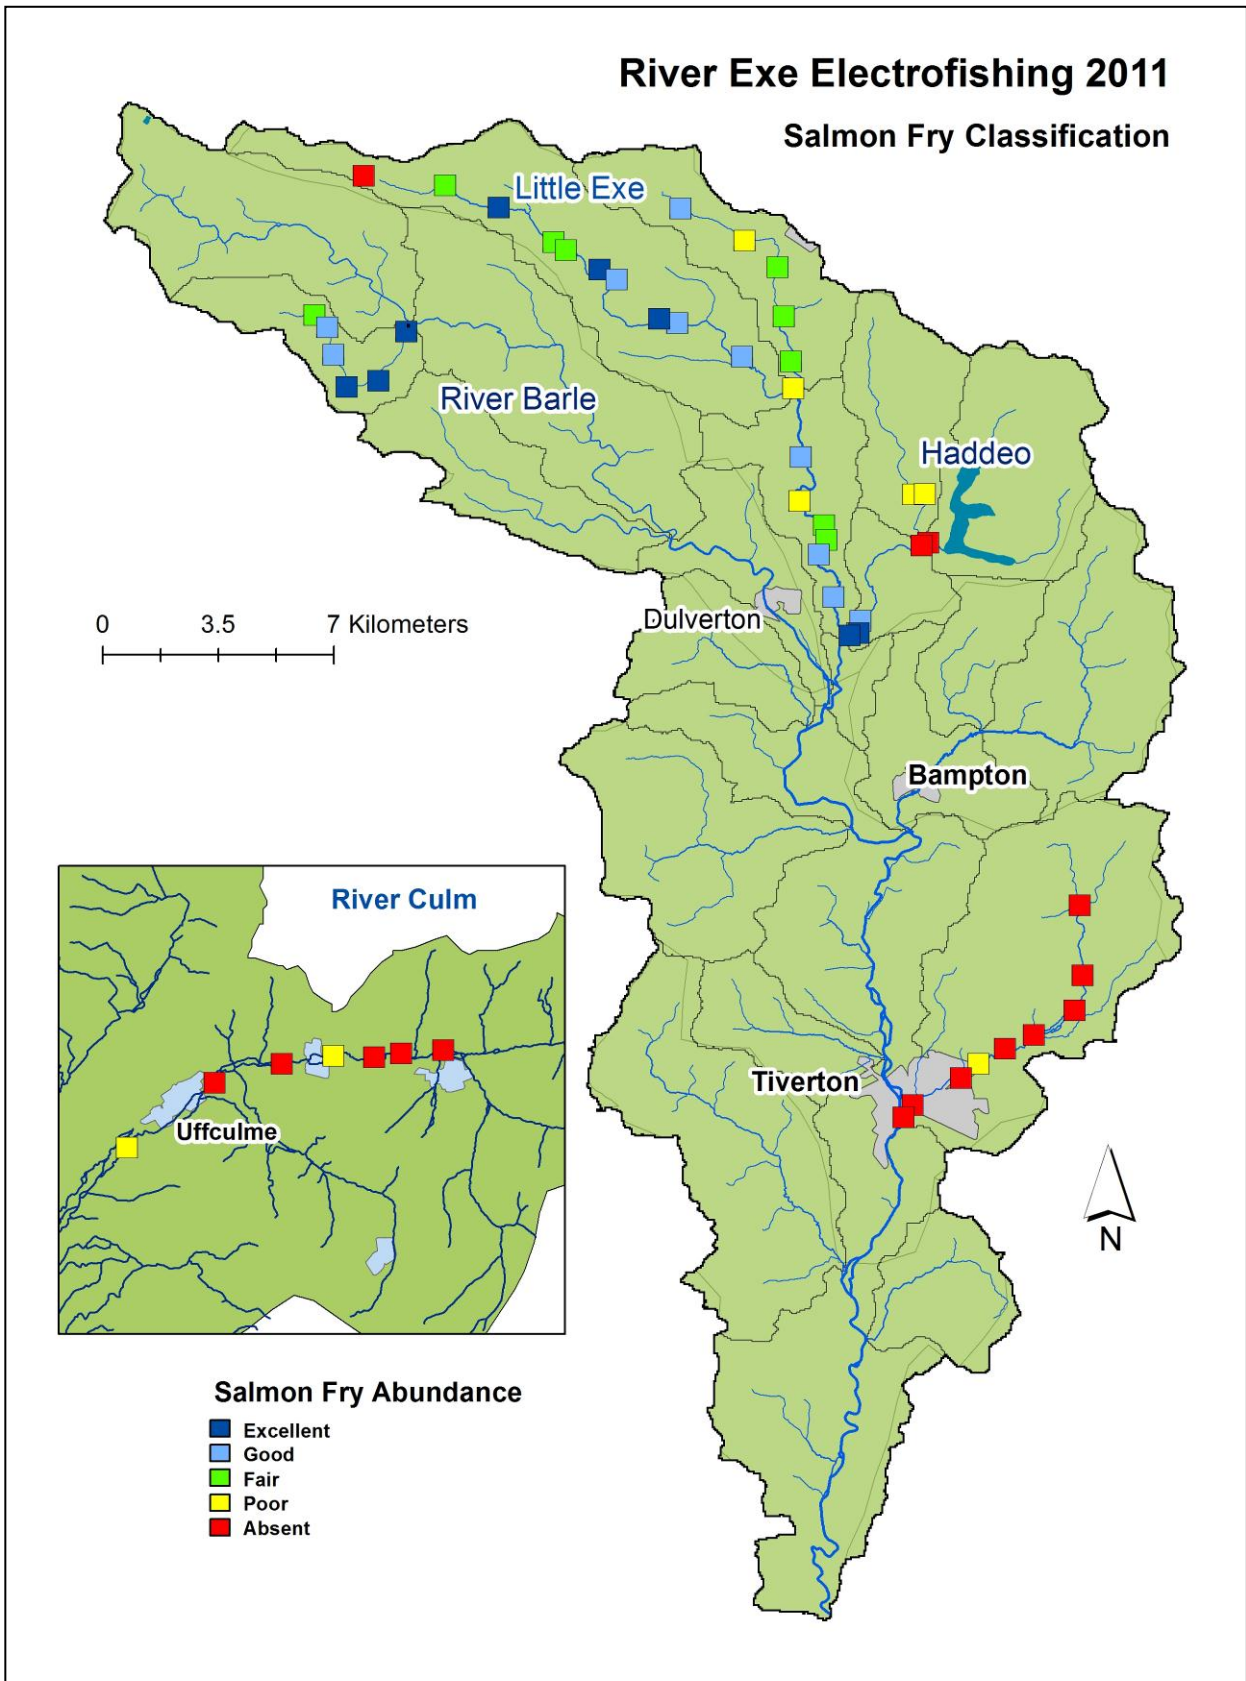 River Exe Electrofishing 2011
Salmon Fry Classification
Little Exe
River Barle
Haddeo
0 3.5 7 Kilometers
Dulverton
Bampton
River Culm
Tiverton
Uffculme
N
Salmon Fry Abundance
Excellent
Good
Fair
Poor
Absent